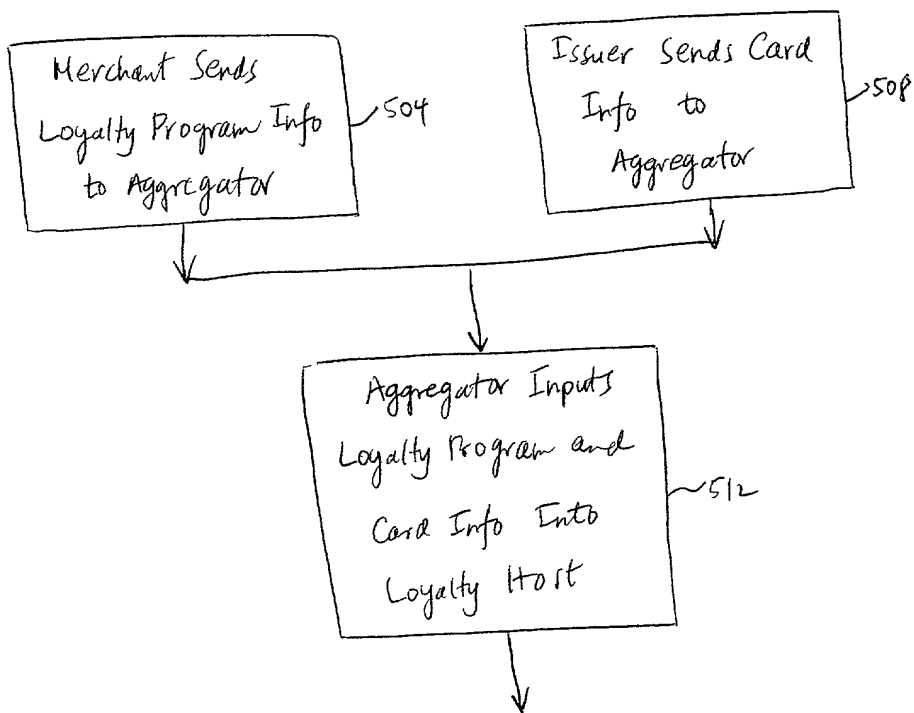 Merchant Sends
Loyalty Program Info
to Aggregator
504
Issuer Sends Card
Info to
Aggregator
508
Aggregator Inputs
Loyalty Program and
Card Info Into
Loyalty Host
512